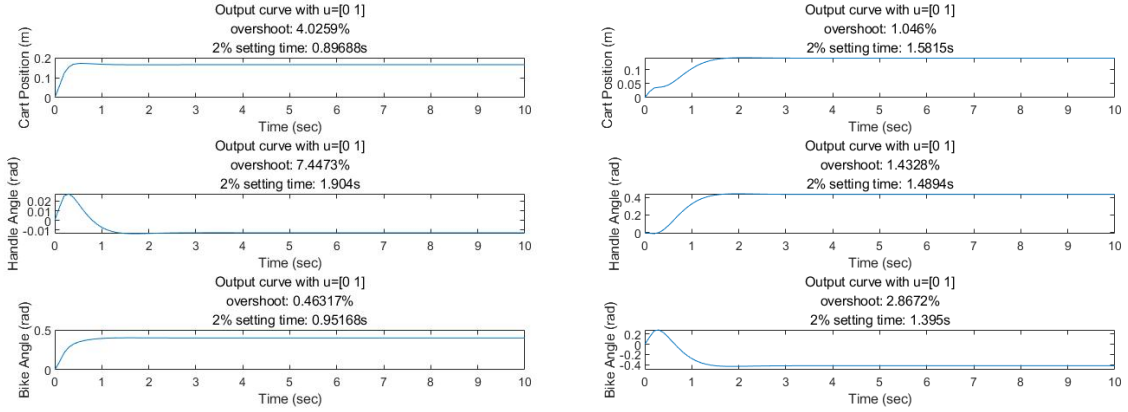 Output curve with u=[0 1]
overshoot: 4.0259%
2% setting time: 0.89688s
Cart Position (m)
0.2
0.1
0
0 1 2 3 4 5 6 7 8 9 10
Time (sec)
Output curve with u=[0 1]
overshoot: 7.4473%
2% setting time: 1.904s
Handle Angle (rad)
0.02
0.01
0
-0.01
0 1 2 3 4 5 6 7 8 9 10
Time (sec)
Output curve with u=[0 1]
overshoot: 0.46317%
2% setting time: 0.95168s
Bike Angle (rad)
0.5
0
0 1 2 3 4 5 6 7 8 9 10
Time (sec)
Output curve with u=[0 1]
overshoot: 1.046%
2% setting time: 1.5815s
Cart Position (m)
0.1
0.05
0
0 1 2 3 4 5 6 7 8 9 10
Time (sec)
Output curve with u=[0 1]
overshoot: 1.4328%
2% setting time: 1.4894s
Handle Angle (rad)
0.4
0.2
0
0 1 2 3 4 5 6 7 8 9 10
Time (sec)
Output curve with u=[0 1]
overshoot: 2.8672%
2% setting time: 1.395s
Bike Angle (rad)
0.2
0
-0.2
-0.4
0 1 2 3 4 5 6 7 8 9 10
Time (sec)